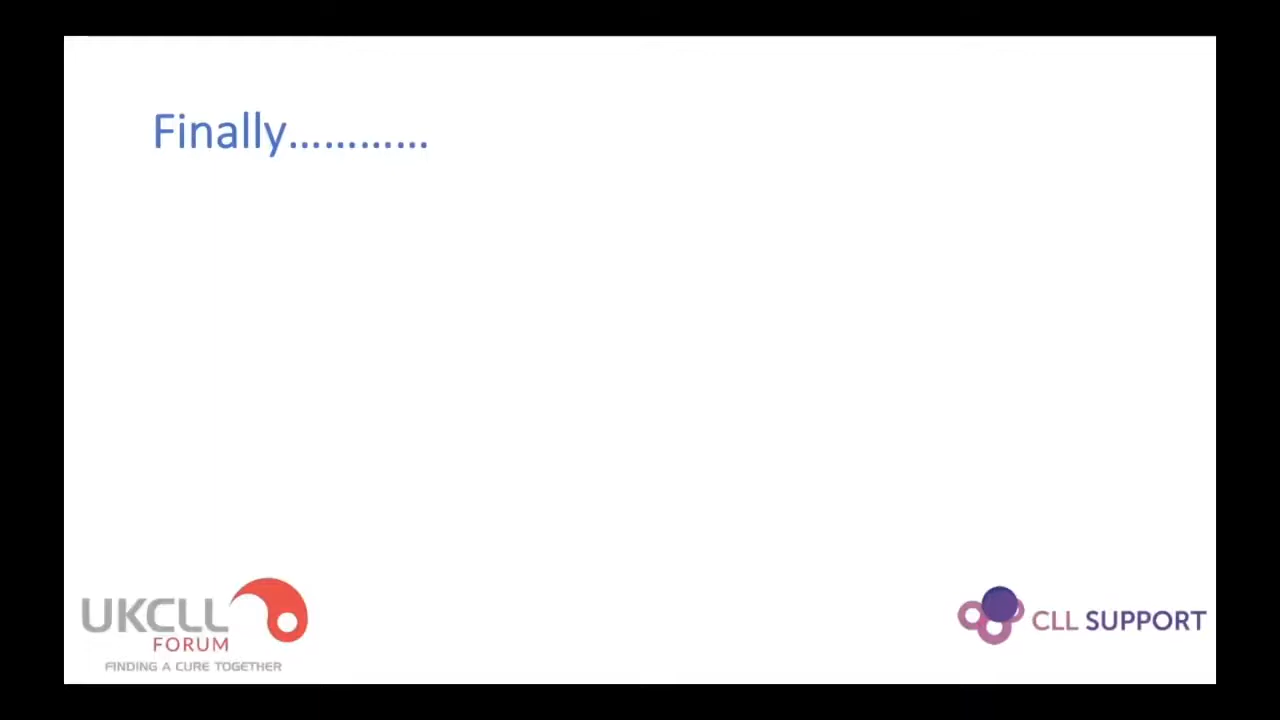 Finally…………
UKCLL
FORUM
FINDING A CURE TOGETHER
CLL SUPPORT